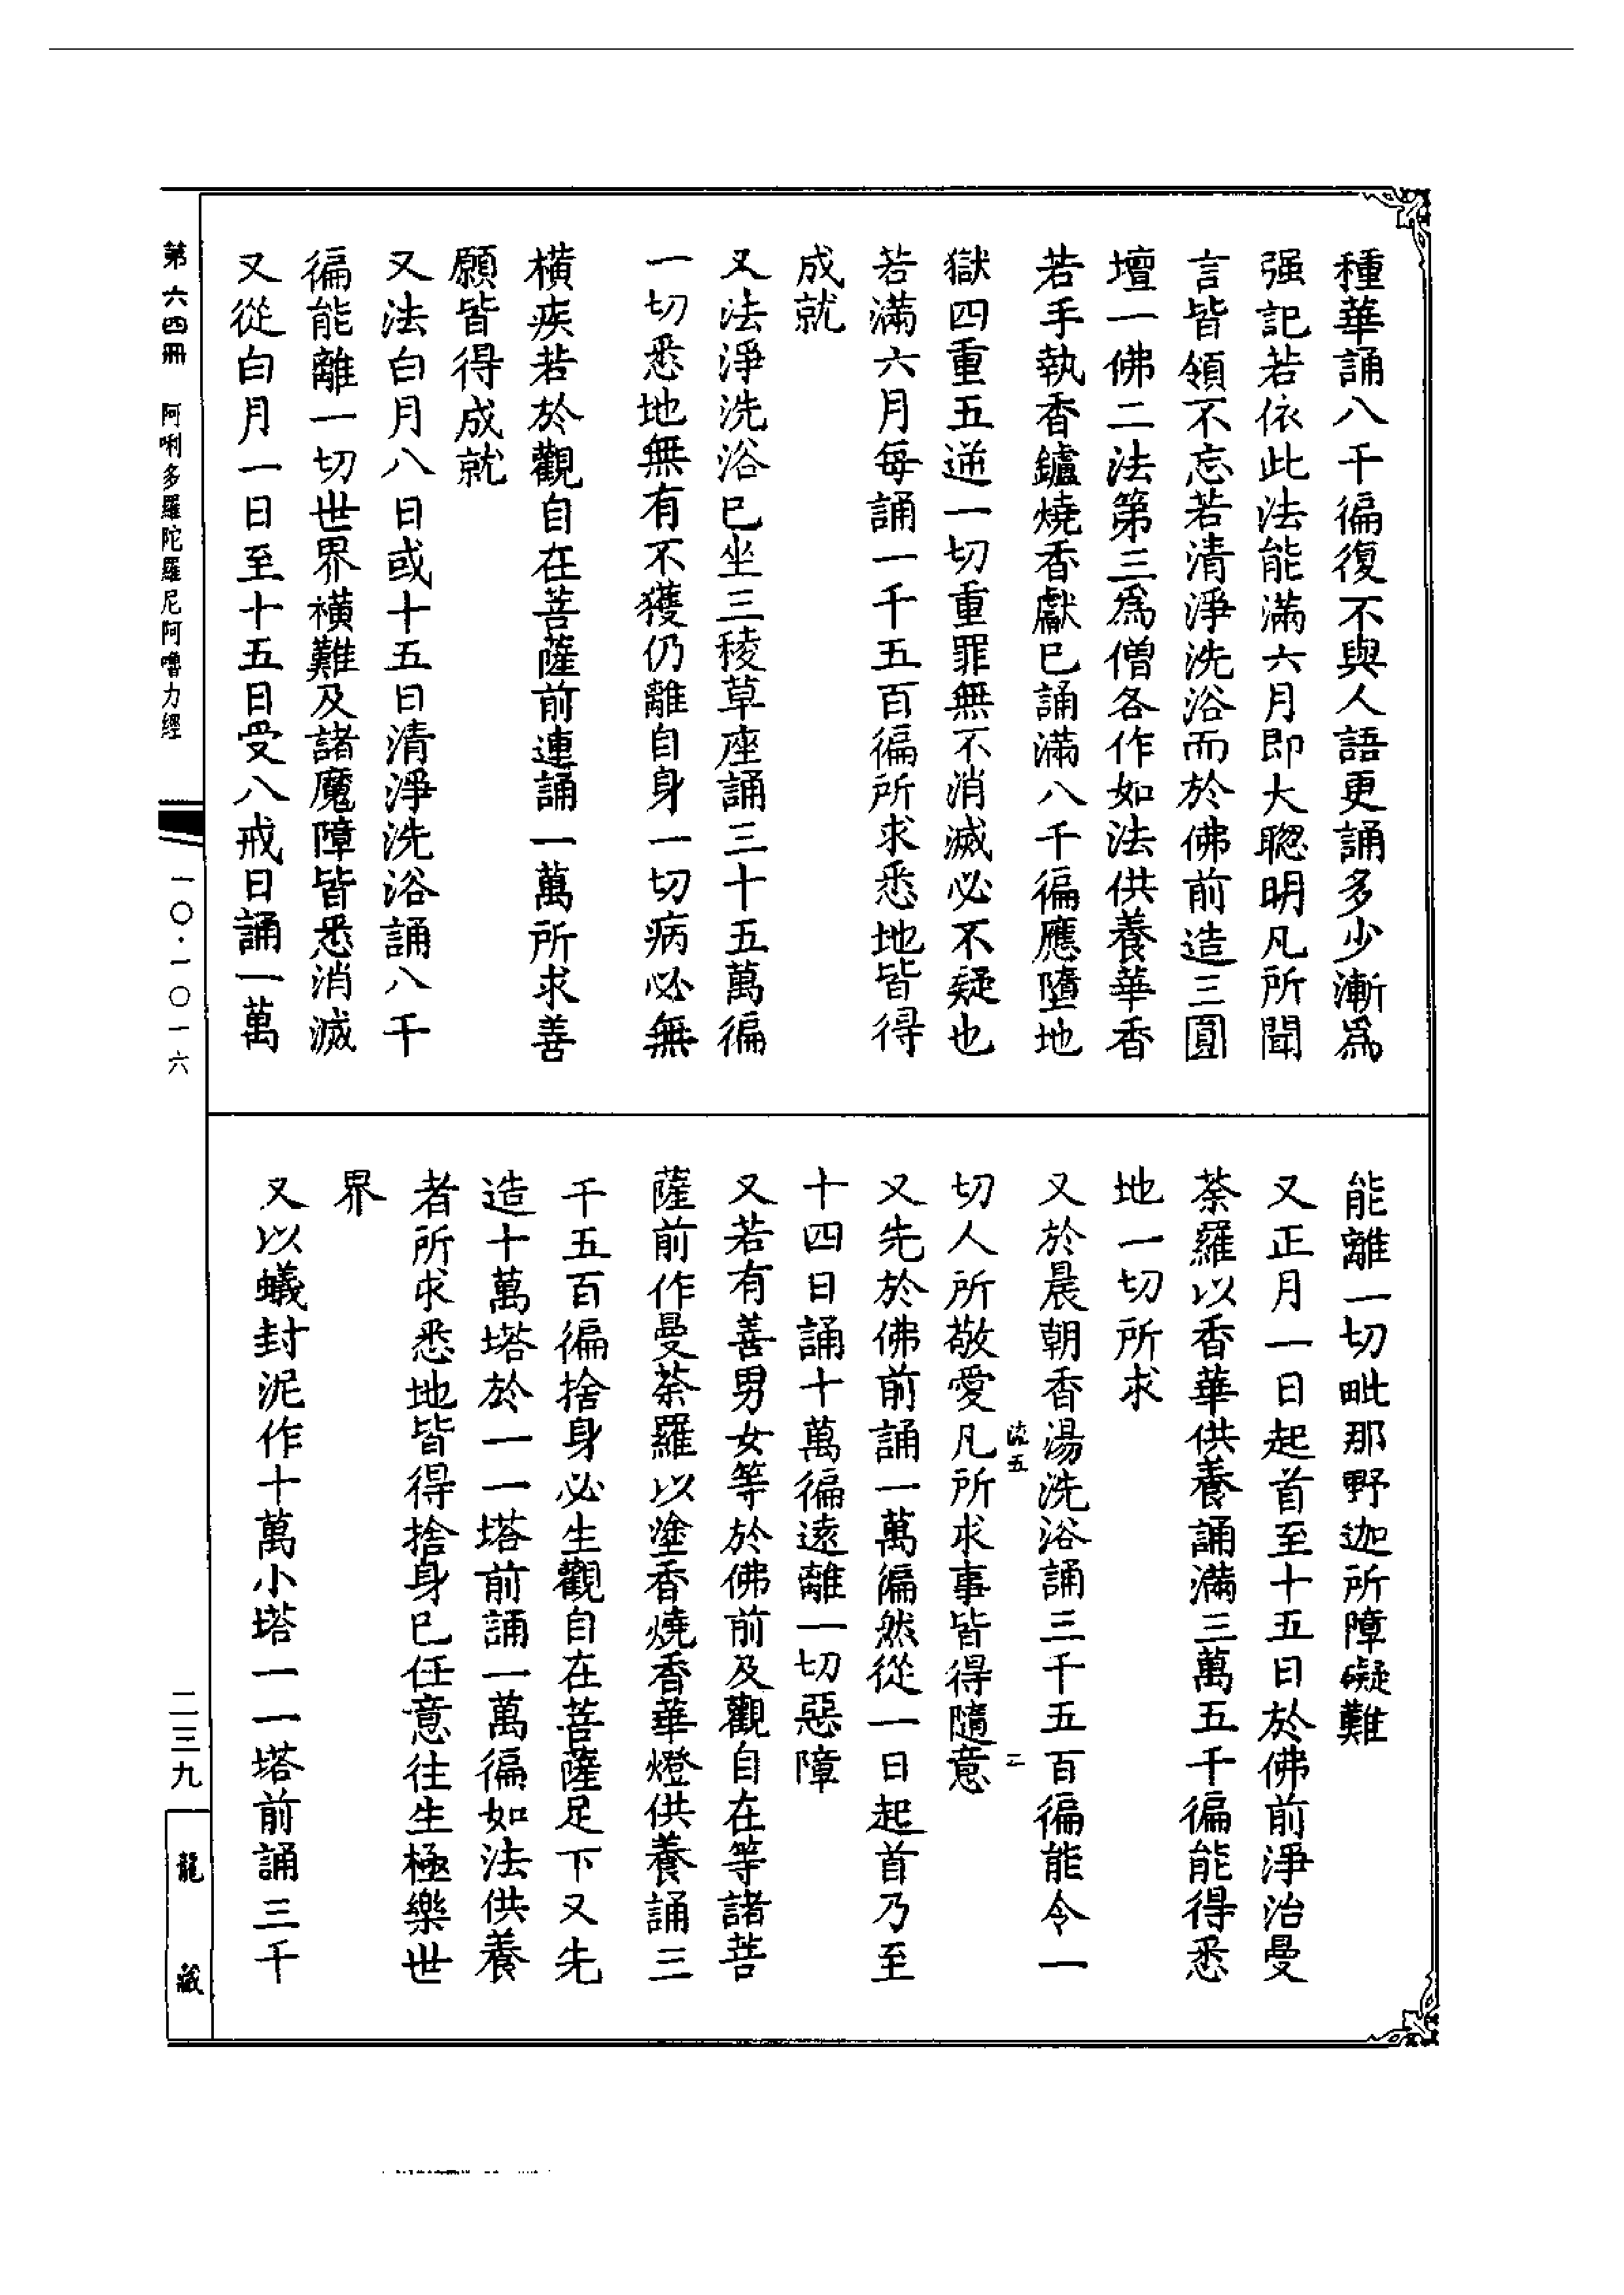 種華誦八千徧復不與人語更誦多少漸爲
强記若依此法能滿六月即大聰明凡所聞
言皆領不忘若清淨洗浴而於佛前造三圓
壇一佛二法第三爲僧各作如法供養華香
若手執香鑪燒香獻已誦滿八千徧應墮地
獄四重五逆一切重罪無不消滅必不疑也
若滿六月每誦一千五百徧所求悉地皆得
成就
又法淨洗浴已坐三稜草座誦三十五萬徧
一切悉地無有不獲仍離自身一切病必無
橫疾若於觀自在菩薩前連誦一萬所求善
願皆得成就
又法白月八日或十五日清淨洗浴誦八千
徧能離一切世界橫難及諸魔障皆悉消滅
又從白月一日至十五日受八戒日誦一萬
能離一切毗那野迦所障礙難
又正月一日起首至十五日於佛前淨治曼
荼羅以香華供養誦滿三萬五千徧能得悉
地一切所求
又於晨朝香湯洗浴誦三千五百徧能令一
五 二
切人所敬愛凡所求事皆得隨意
又先於佛前誦一萬徧然從一日起首乃至
十四日誦十萬徧遠離一切惡障
又若有善男女等於佛前及觀自在等諸菩
薩前作曼荼羅以塗香燒香華燈供養誦三
千五百徧捨身必生觀自在菩薩足下又先
造十萬塔於一一塔前誦一萬徧如法供養
者所求悉地皆得捨身已任意往生極樂世
界
又以蟻封泥作十萬小塔一一塔前誦三千
第六四冊 阿唎多羅陀羅尼阿嚕力經
一〇·一〇一六
二三九
龍藏